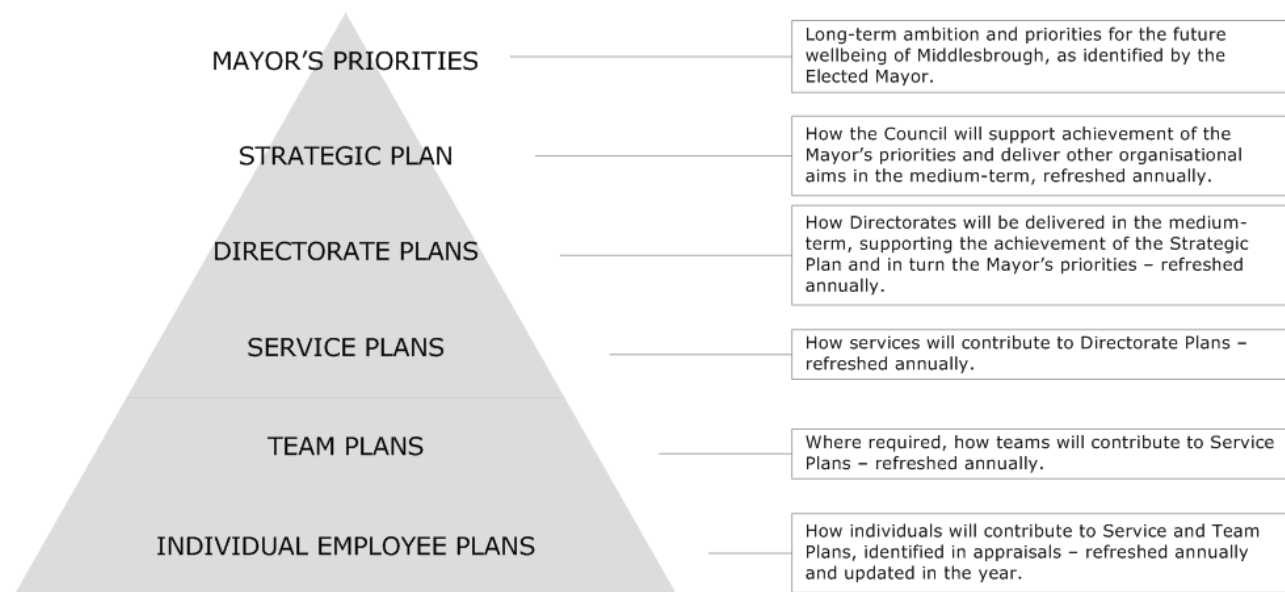 MAYOR'S PRIORITIES
Long-term ambition and priorities for the future
wellbeing of Middlesbrough, as identified by the
Elected Mayor.
STRATEGIC PLAN
How the Council will support achievement of the
Mayor's priorities and deliver other organisational
aims in the medium-term, refreshed annually.
DIRECTORATE PLANS
How Directorates will be delivered in the medium-
term, supporting the achievement of the Strategic
Plan and in turn the Mayor's priorities – refreshed
annually.
SERVICE PLANS
How services will contribute to Directorate Plans –
refreshed annually.
TEAM PLANS
Where required, how teams will contribute to Service
Plans – refreshed annually.
INDIVIDUAL EMPLOYEE PLANS
How individuals will contribute to Service and Team
Plans, identified in appraisals – refreshed annually
and updated in the year.